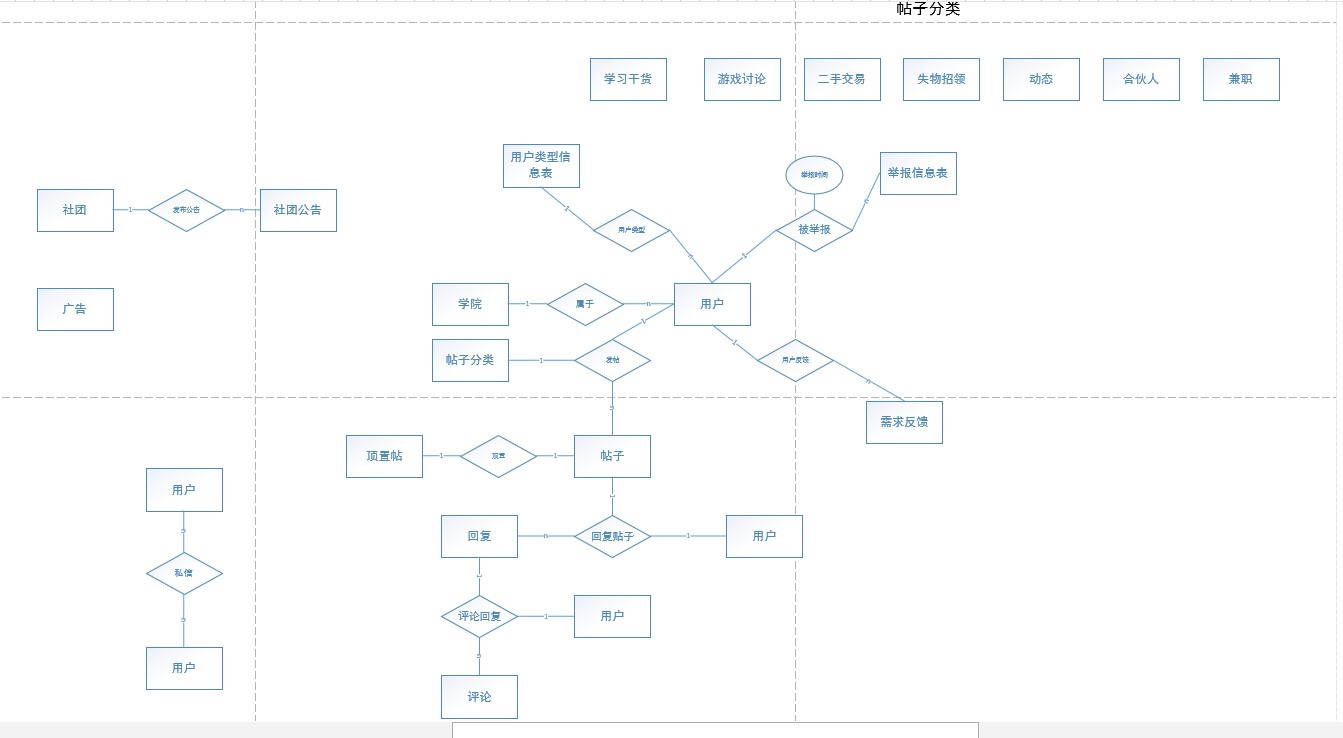 帖子分类
学习干货
游戏讨论
二手交易
失物招领
动态
合伙人
兼职
用户类型信
息表
举报时间
举报信息表
社团
1
发布公告
n
社团公告
1
用户类型
n
1
被举报
n
广告
学院
1
属于
n
用户
1
帖子分类
1
发帖
n
1
用户反馈
n
需求反馈
顶置帖
1
顶置
1
帖子
1
用户
n
私信
n
用户
回复
n
回复贴子
1
用户
1
评论回复
1
用户
n
评论